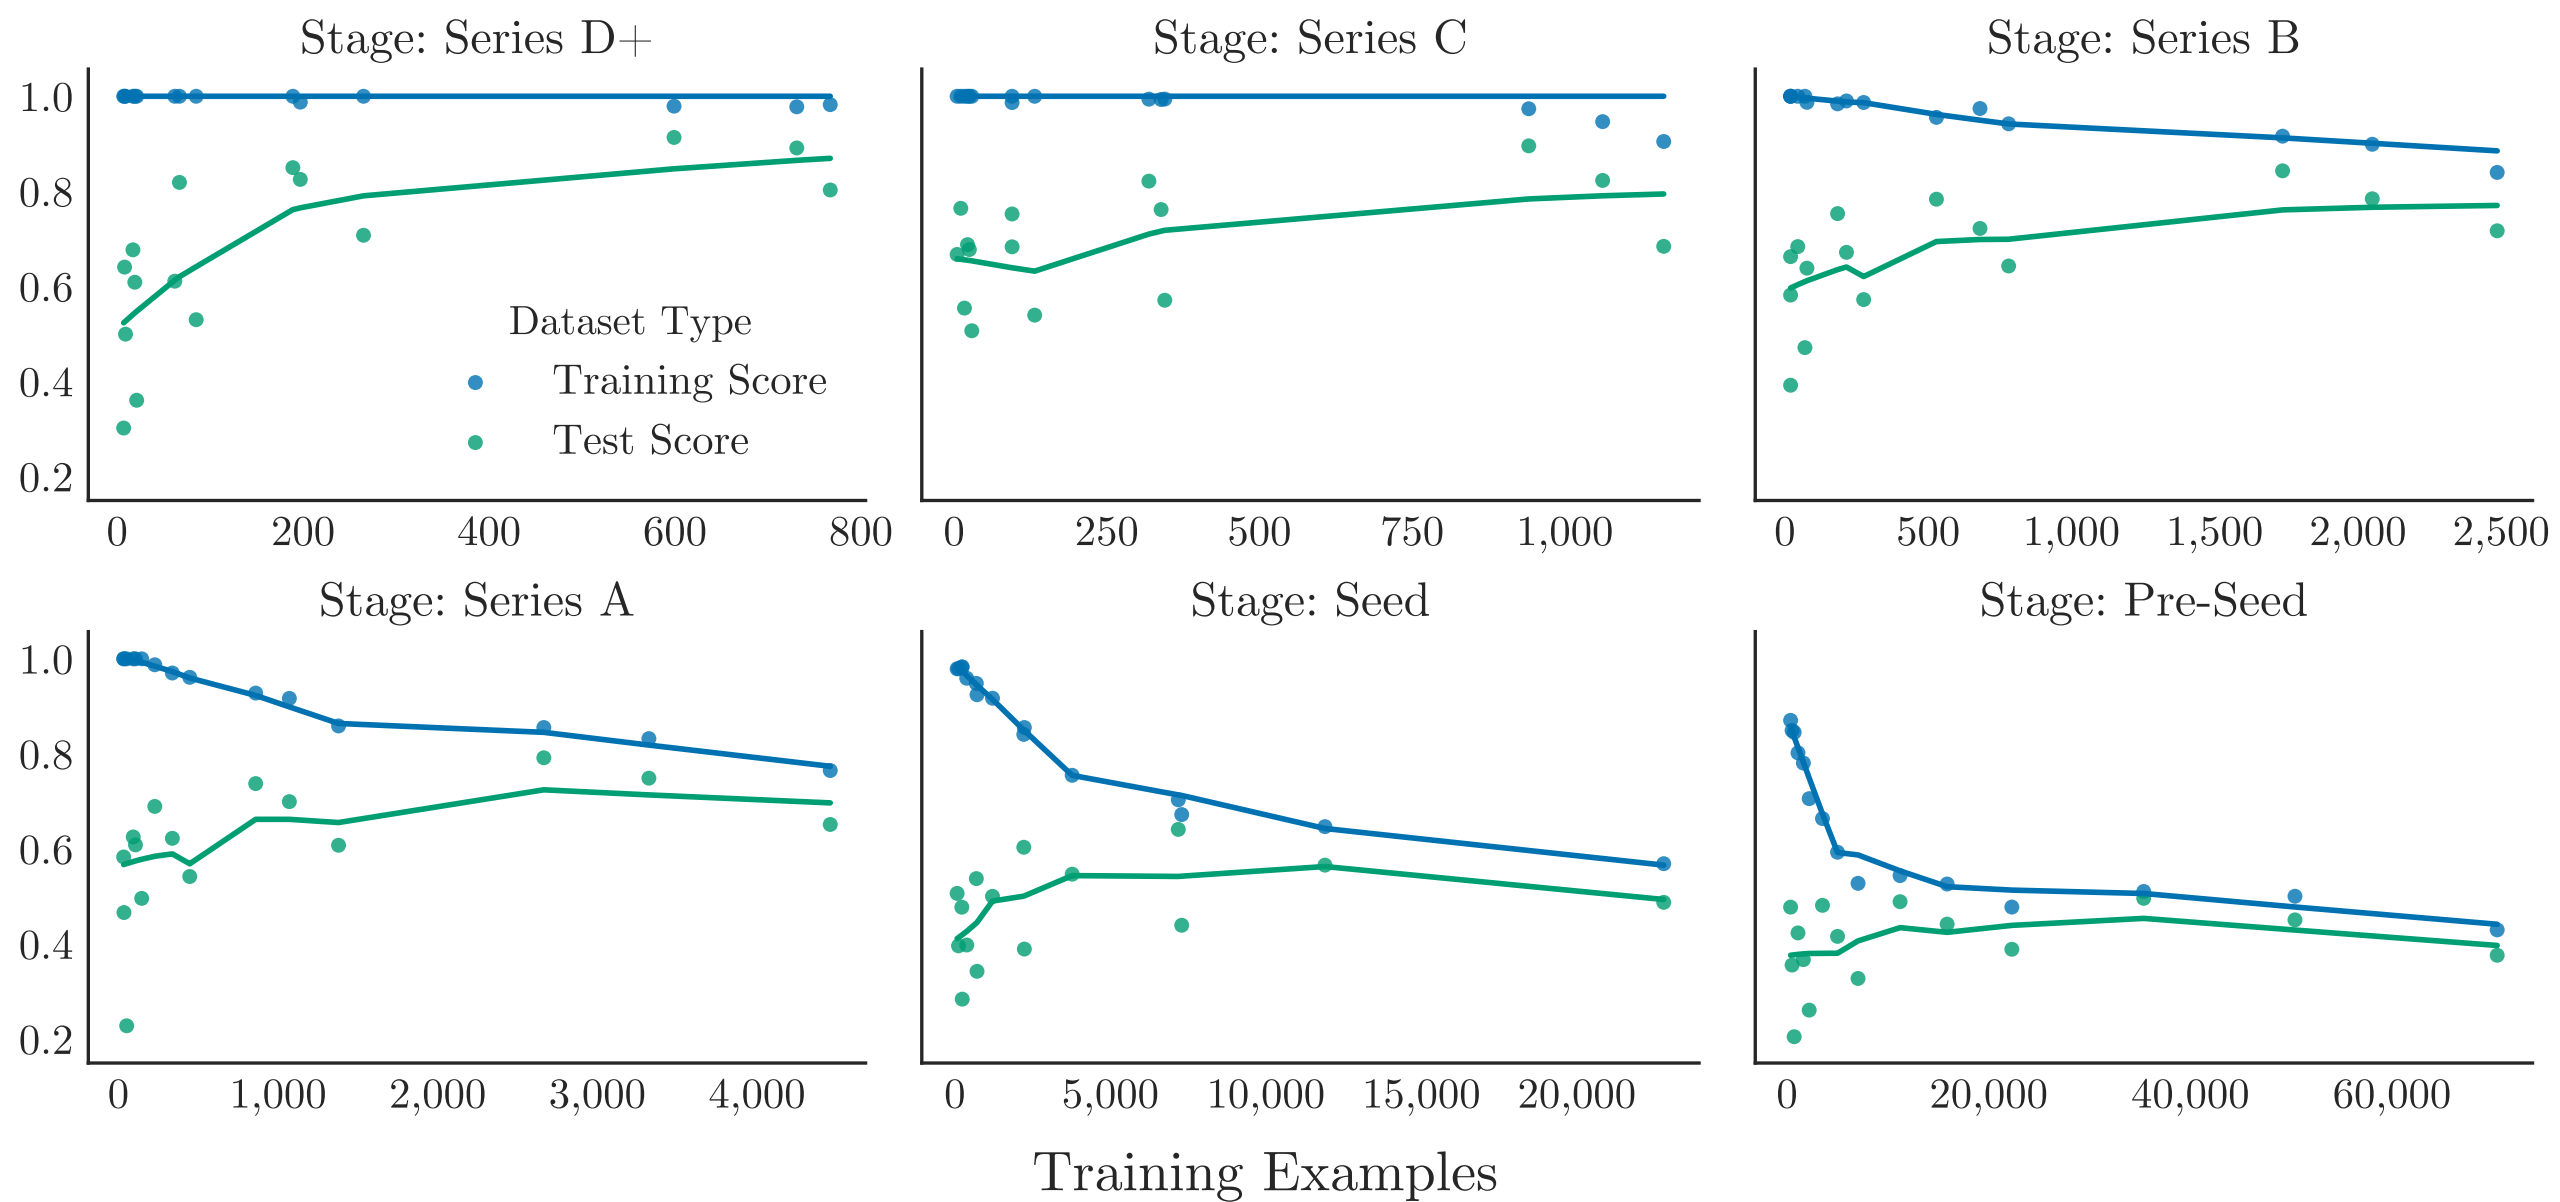 Stage: Series D+
Stage: Series C
Stage: Series B
1.0
0.8
0.6
0.4
0.2
Dataset Type
Training Score
Test Score
0 200 400 600 800
0 250 500 750 1,000
0 500 1,000 1,500 2,000 2,500
Stage: Series A
Stage: Seed
Stage: Pre-Seed
1.0
0.8
0.6
0.4
0.2
0 1,000 2,000 3,000 4,000
0 5,000 10,000 15,000 20,000
0 20,000 40,000 60,000
Training Examples